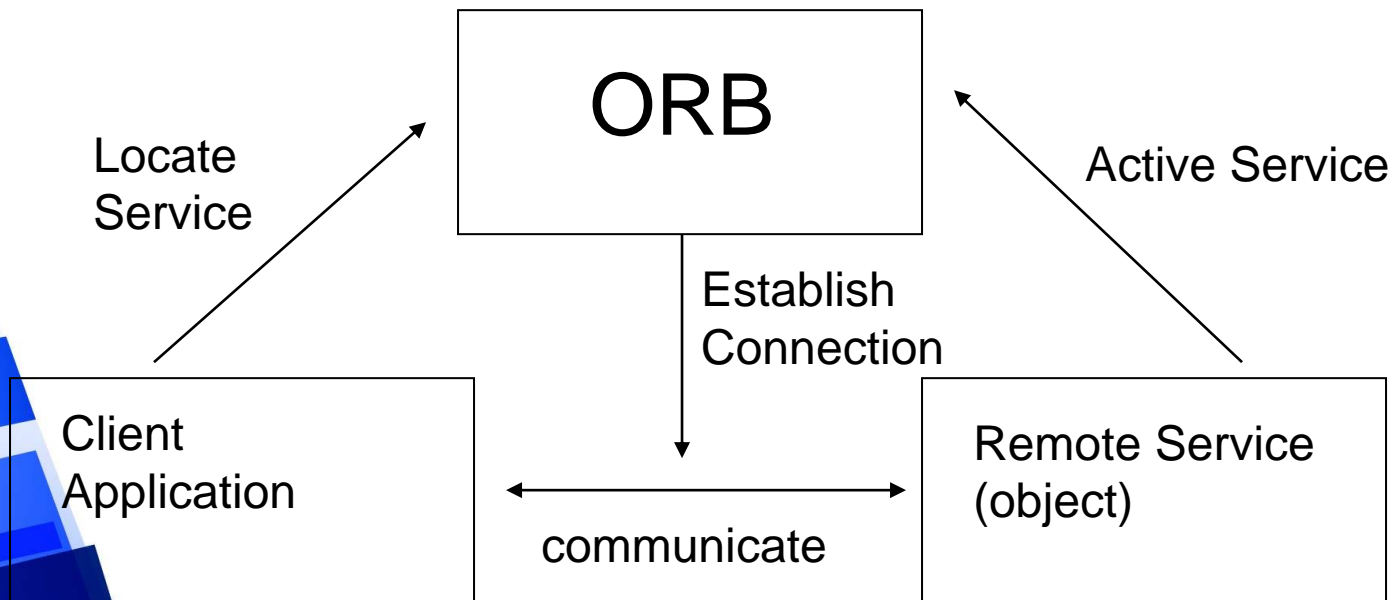 ORB
Locate
Service
Active Service
Establish
Connection
Client
Application
Remote Service
(object)
communicate